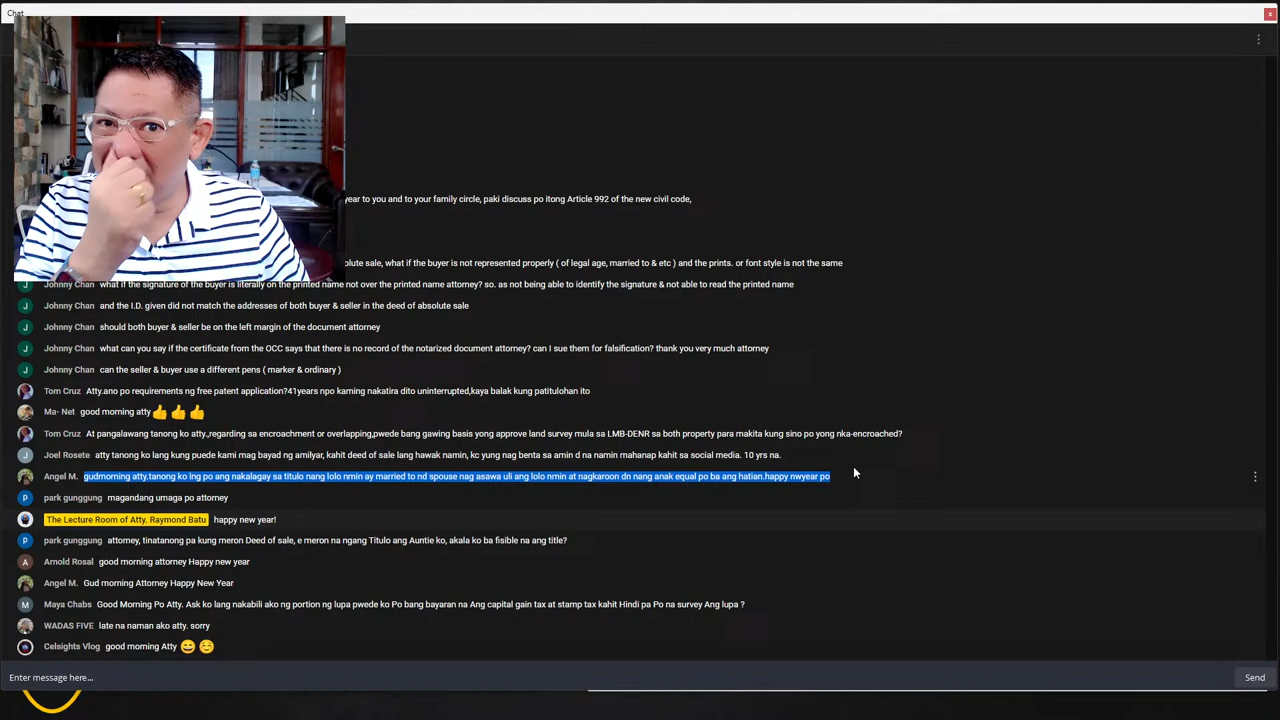 Chat
year to you and to your family circle, paki discuss po itong Article 992 of the new civil code,
olute sale, what if the buyer is not represented properly ( of legal age, married to & etc ) and the prints. or font style is not the same
J Johnny Chan what if the signature of the buyer is literally on the printed name not over the printed name attorney? so. as not being able to identify the signature & not able to read the printed name
J Johnny Chan and the I.D. given did not match the addresses of both buyer & seller in the deed of absolute sale
J Johnny Chan should both buyer & seller be on the left margin of the document attorney
J Johnny Chan what can you say if the certificate from the OCC says that there is no record of the notarized document attorney? can I sue them for falsification? thank you very much attorney
J Johnny Chan can the seller & buyer use a different pens ( marker & ordinary )
Tom Cruz Atty.ano po requirements ng free patent application?41years npo kaming nakatira dito uninterrupted,kaya balak kung patitulohan ito
Ma- Net good morning atty👍👍👍
Tom Cruz At pangalawang tanong ko atty.,regarding sa encroachment or overlapping,pwede bang gawing basis yong approve land survey mula sa LMB-DENR sa both property para makita kung sino po yong nka-encroached?
J Joel Rosete atty tanong ko lang kung puede kami mag bayad ng amilyar, kahit deed of sale lang hawak namin, kc yung nag benta sa amin d na namin mahanap kahit sa social media. 10 yrs na.
Angel M. gudmorning atty.tanong ko lng po ang nakalagay sa titulo nang lolo nmin ay married to nd spouse nag asawa uli ang lolo nmin at nagkaroon dn nang anak equal po ba ang hatian.happy nwyear po
p park gunggung magandang umaga po attorney
The Lecture Room of Atty. Raymond Batu happy new year!
p park gunggung attorney, tinatanong pa kung meron Deed of sale, e meron na ngang Titulo ang Auntie ko, akala ko ba fisible na ang title?
A Arnold Rosal good morning attorney Happy new year
Angel M. Gud morning Attorney Happy New Year
M Maya Chabs Good Morning Po Atty. Ask ko lang nakabili ako ng portion ng lupa pwede ko Po bang bayaran na Ang capital gain tax at stamp tax kahit Hindi pa Po na survey Ang lupa ?
WADAS FIVE late na naman ako atty. sorry
Celsights Vlog good morning Atty 😄☺️
Enter message here...
Send